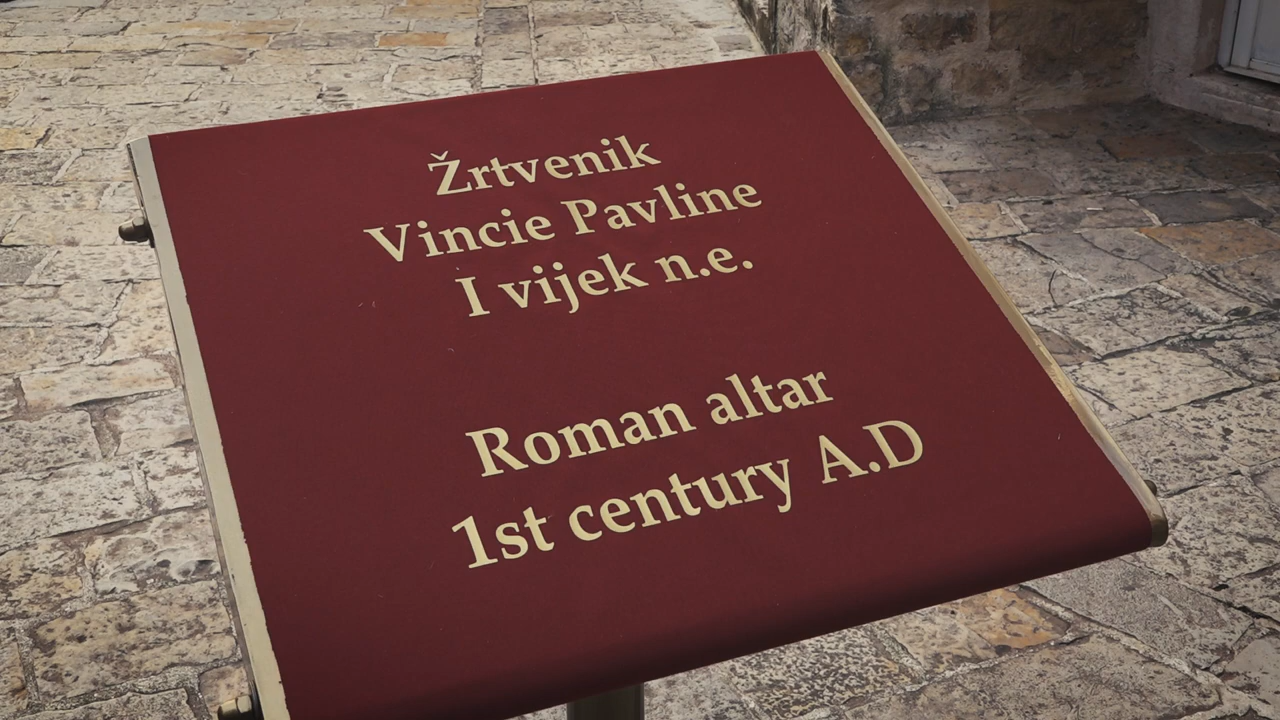 Žrtvenik
Vincie Pavline
I vijek n.e.
Roman altar
1st century A.D